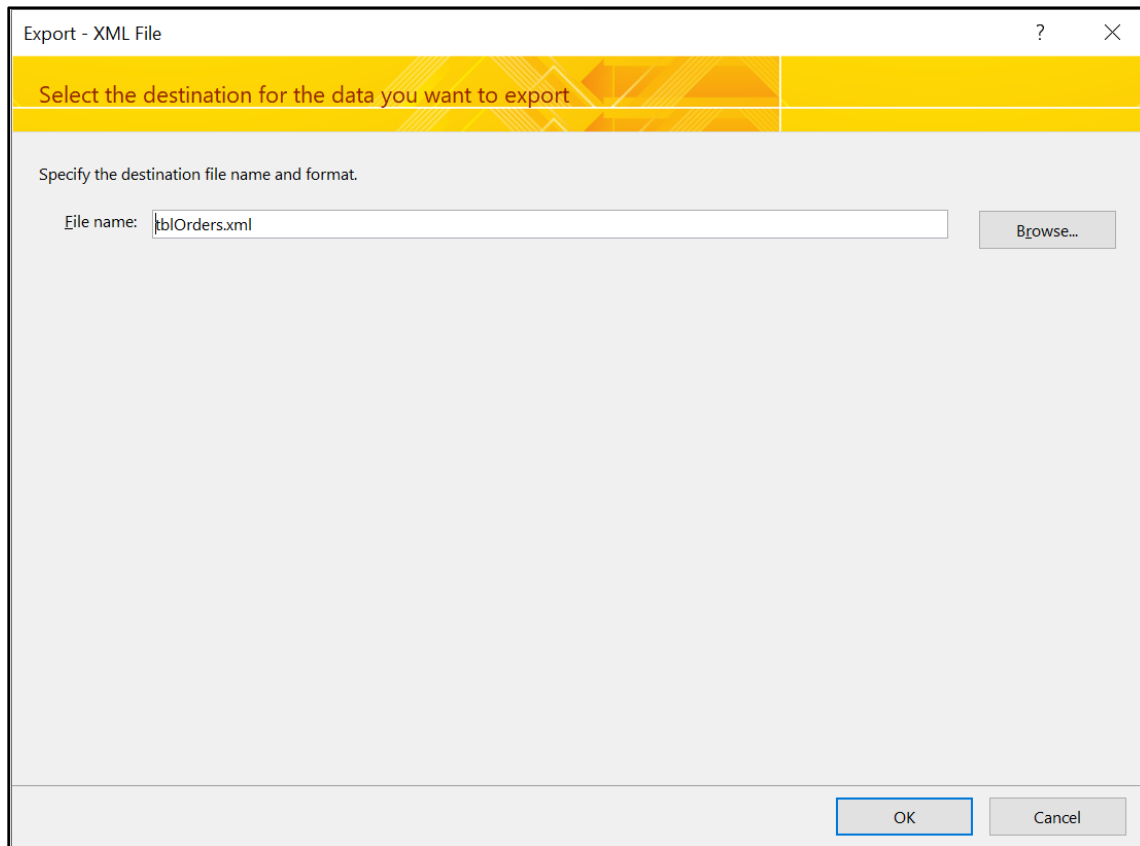 Export - XML File
?
Select the destination for the data you want to export
Specify the destination file name and format.
File name: tblOrders.xml
Browse...
OK
Cancel